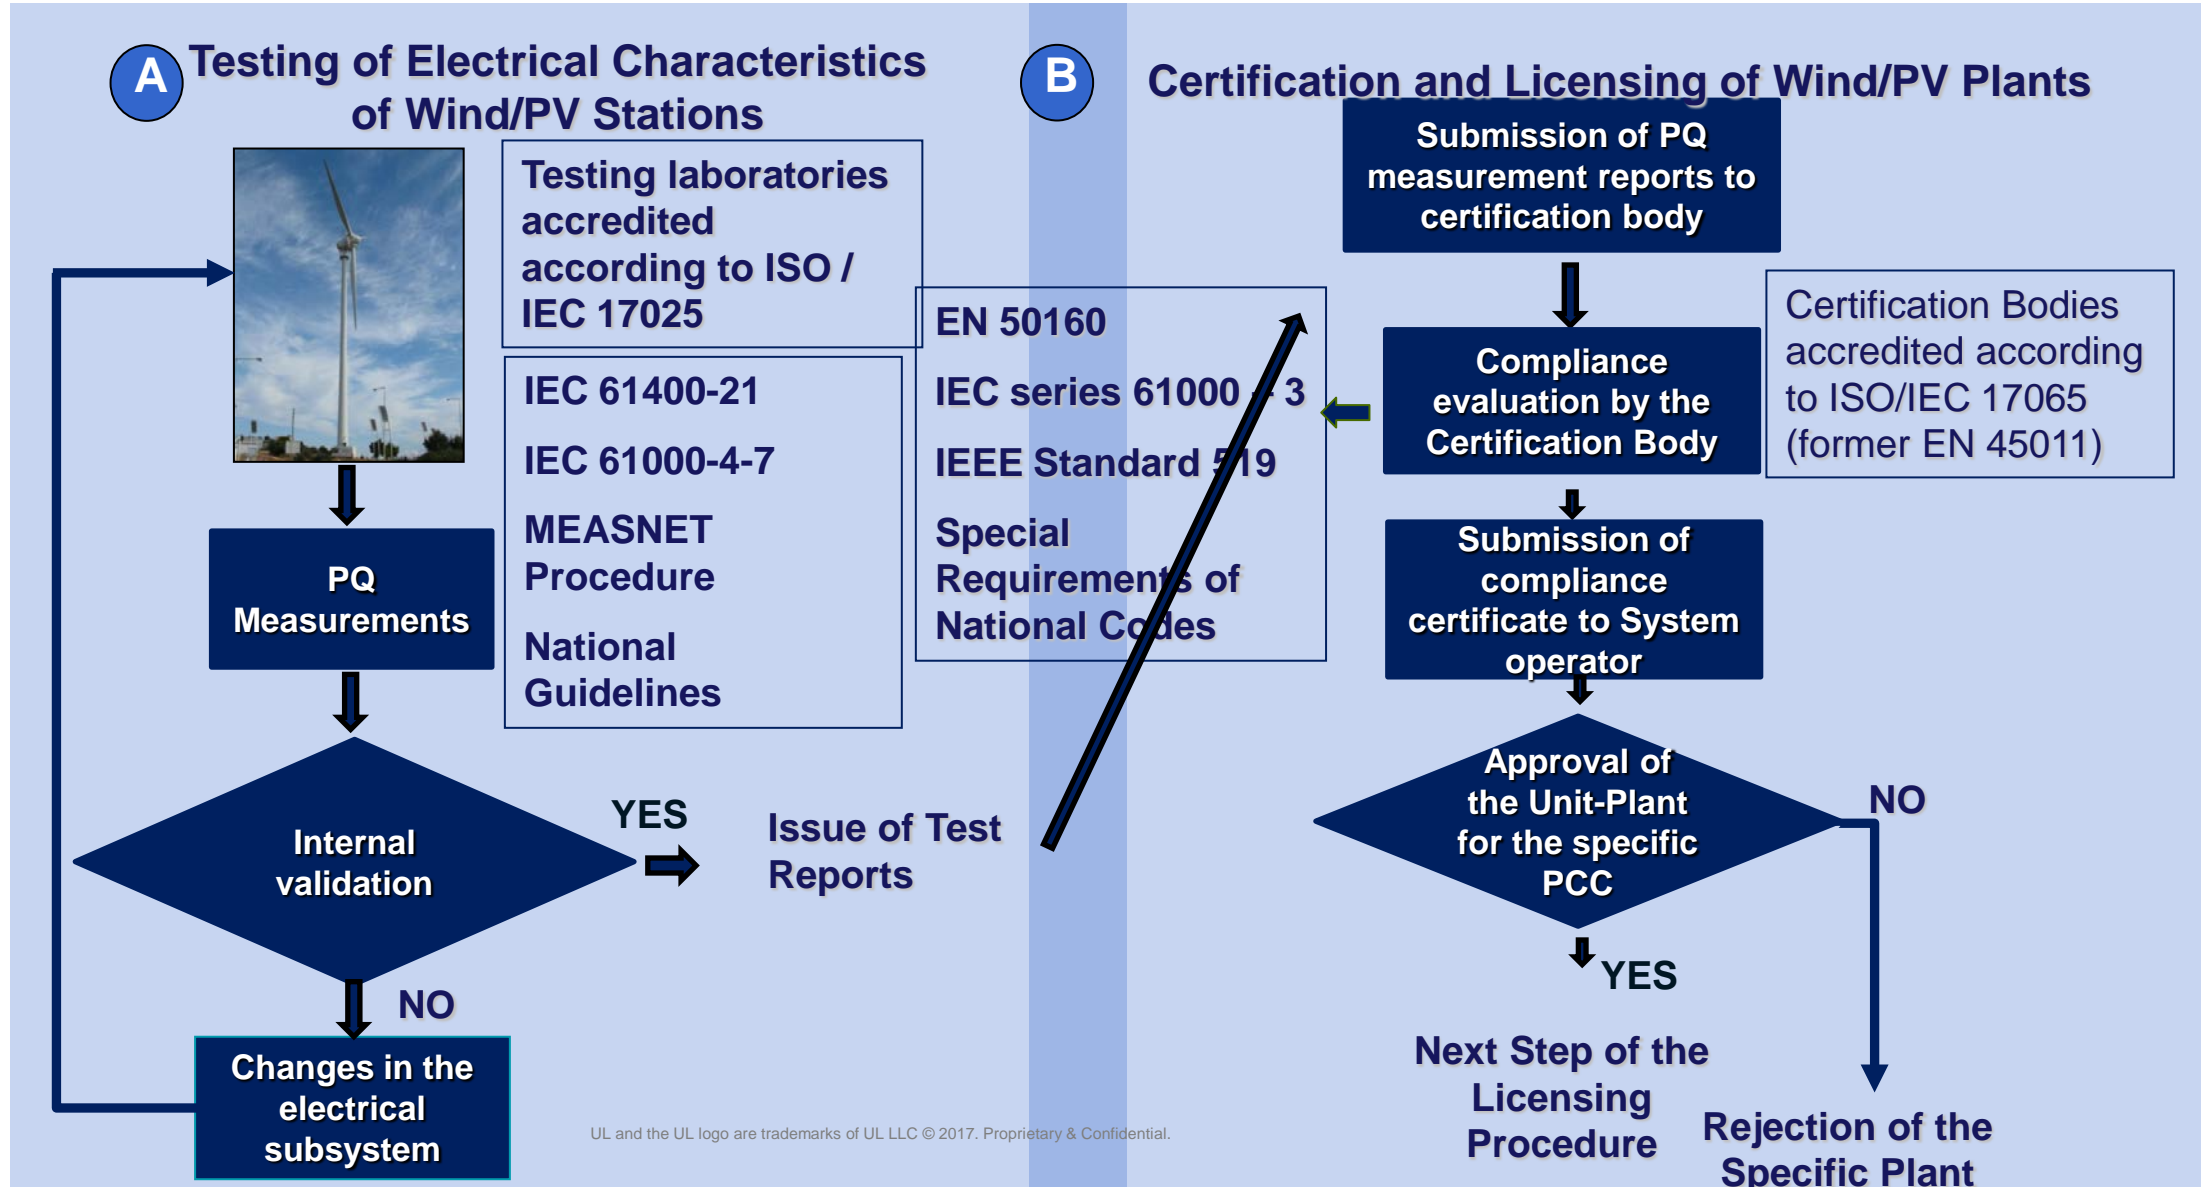 A
Testing of Electrical Characteristics
of Wind/PV Stations
Testing laboratories
accredited
according to ISO /
IEC 17025
IEC 61400-21
IEC 61000-4-7
MEASNET
Procedure
National
Guidelines
PQ
Measurements
Internal
validation
YES
Issue of Test
Reports
NO
Changes in the
electrical
subsystem
B
Certification and Licensing of Wind/PV Plants
Submission of PQ
measurement reports to
certification body
EN 50160
IEC series 61000 – 3
IEEE Standard 519
Special
Requirements of
National Codes
Compliance
evaluation by the
Certification Body
Certification Bodies
accredited according
to ISO/IEC 17065
(former EN 45011)
Submission of
compliance
certificate to System
operator
Approval of
the Unit-Plant
for the specific
PCC
NO
YES
Next Step of the
Licensing
Procedure
Rejection of the
Specific Plant
UL and the UL logo are trademarks of UL LLC © 2017. Proprietary & Confidential.